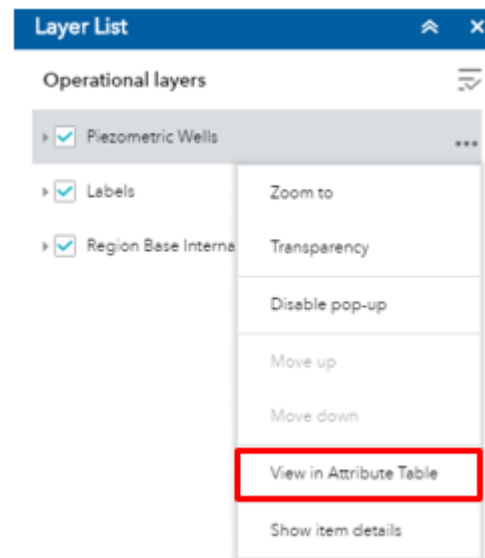 Layer List
Operational layers
Piezometric Wells
Labels
Region Base Interna
Zoom to
Transparency
Disable pop-up
Move up
Move down
View in Attribute Table
Show item details